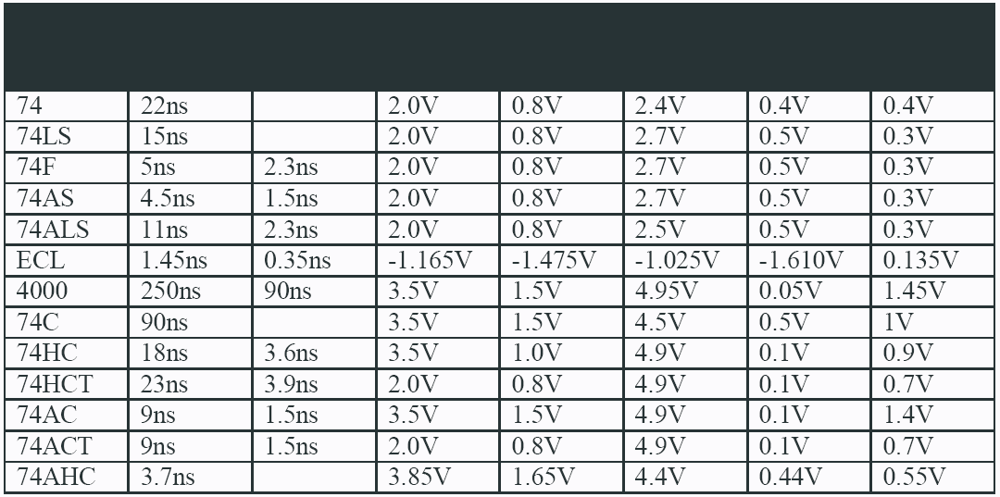 74 22ns 2.0V 0.8V 2.4V 0.4V 0.4V
74LS 15ns 2.0V 0.8V 2.7V 0.5V 0.3V
74F 5ns 2.3ns 2.0V 0.8V 2.7V 0.5V 0.3V
74AS 4.5ns 1.5ns 2.0V 0.8V 2.7V 0.5V 0.3V
74ALS 11ns 2.3ns 2.0V 0.8V 2.5V 0.5V 0.3V
ECL 1.45ns 0.35ns -1.165V -1.475V -1.025V -1.610V 0.135V
4000 250ns 90ns 3.5V 1.5V 4.95V 0.05V 1.45V
74C 90ns 3.5V 1.5V 4.5V 0.5V 1V
74HC 18ns 3.6ns 3.5V 1.0V 4.9V 0.1V 0.9V
74HCT 23ns 3.9ns 2.0V 0.8V 4.9V 0.1V 0.7V
74AC 9ns 1.5ns 3.5V 1.5V 4.9V 0.1V 1.4V
74ACT 9ns 1.5ns 2.0V 0.8V 4.9V 0.1V 0.7V
74AHC 3.7ns 3.85V 1.65V 4.4V 0.44V 0.55V